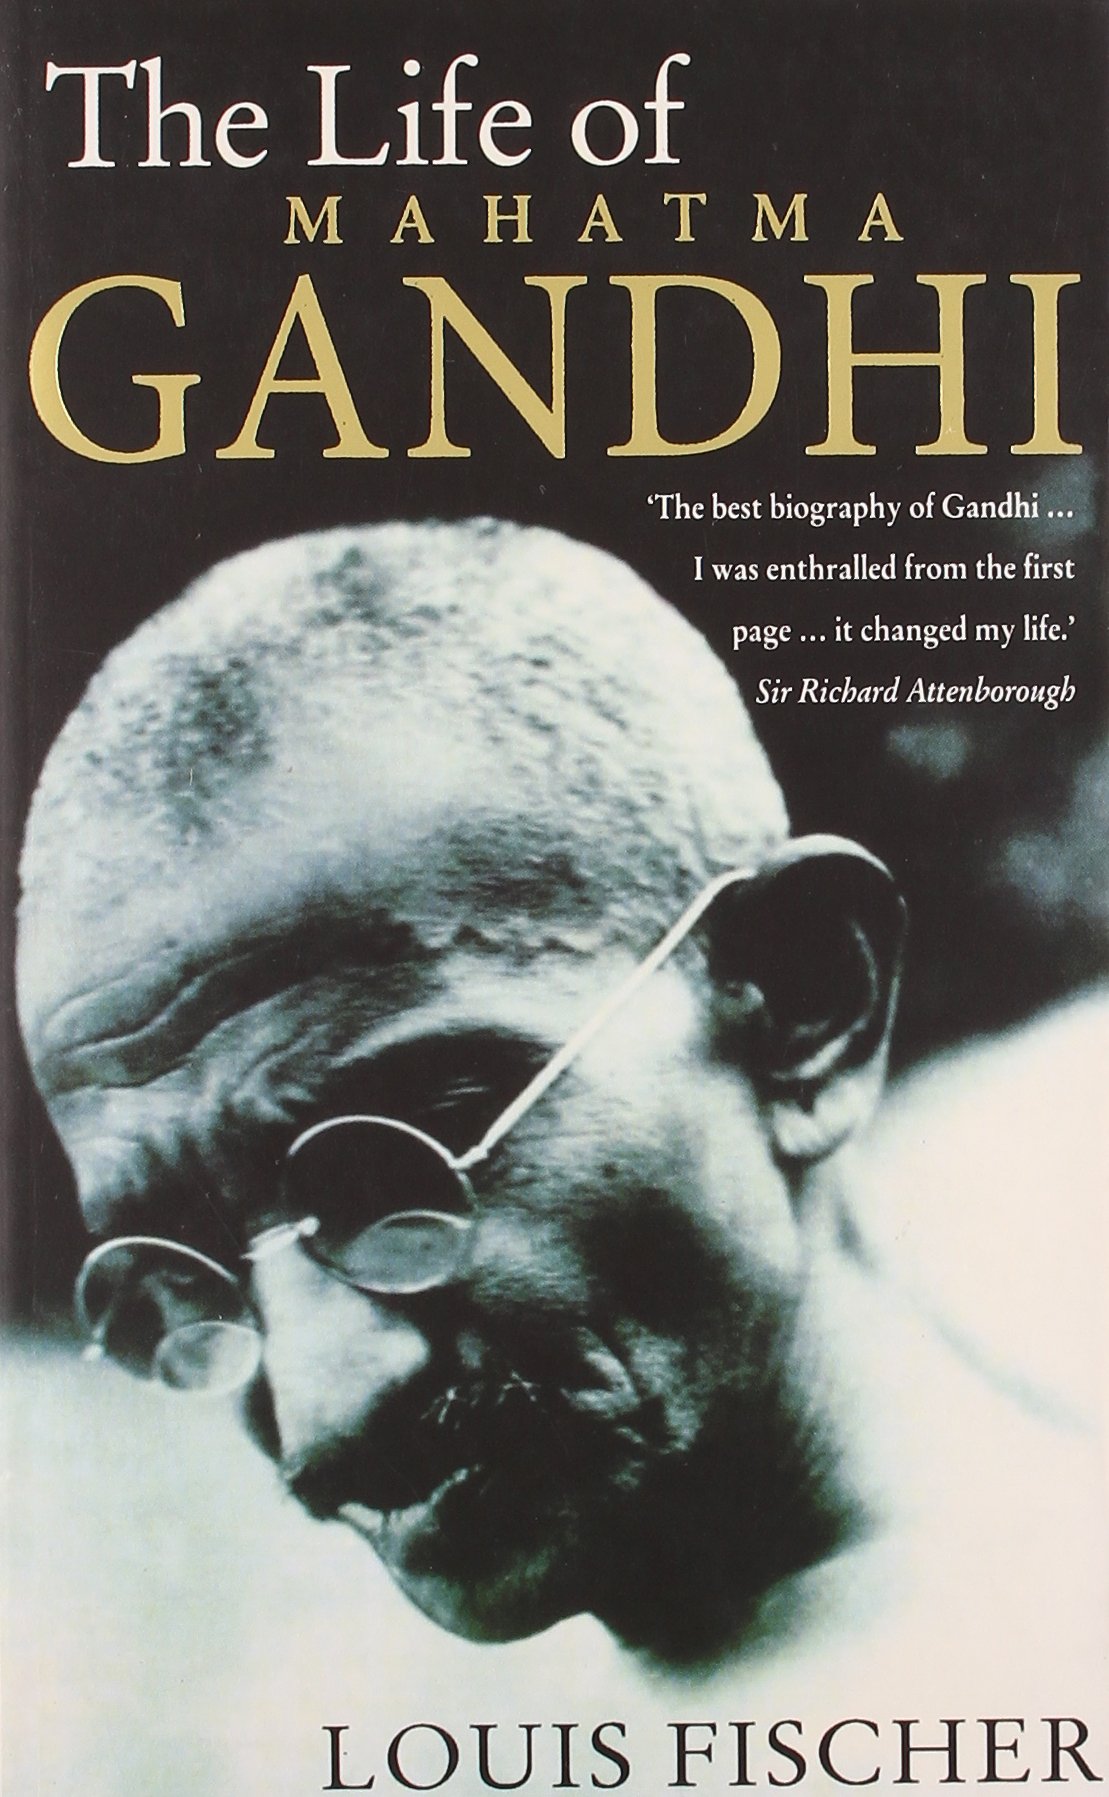 The Life of
MAHATMA
GANDHI
‘The best biography of Gandhi ...
I was enthralled from the first
page ... it changed my life.’
Sir Richard Attenborough
LOUIS FISCHER